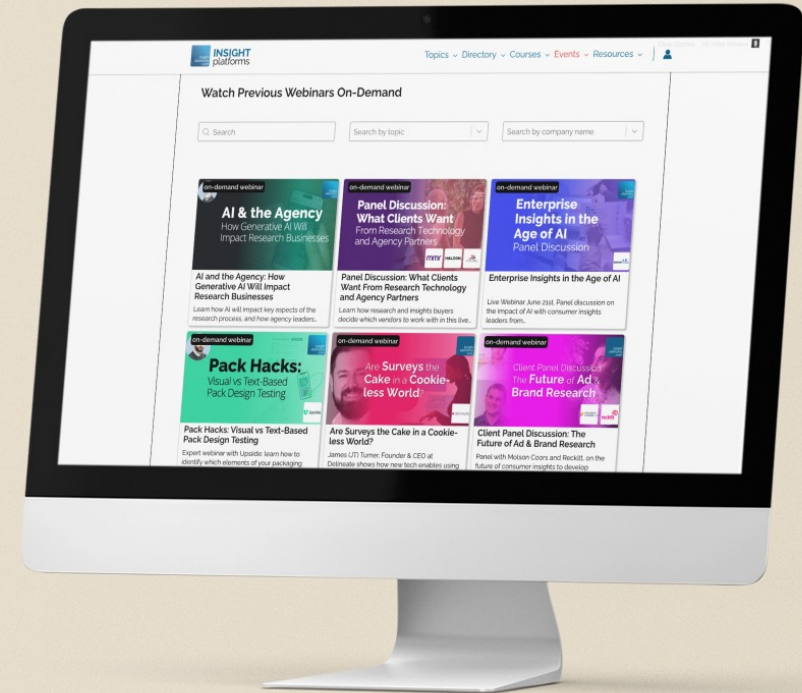 INSIGHT
platforms
Topics Directory Courses Events Resources
Watch Previous Webinars On-Demand
Search
Search by topic
Search by company name
on-demand webinar
AI & the Agency
How Generative AI Will
Impact Research Businesses
AI and the Agency: How
Generative AI Will Impact
Research Businesses
Learn how AI will impact key aspects of the
research process, and how agency leaders..
on-demand webinar
Panel Discussion:
What Clients Want
From Research Technology
and Agency Partners
mmr HALEON
Panel Discussion: What Clients
Want From Research Technology
and Agency Partners
Learn how research and insights buyers
decide which vendors to work with in this live..
on-demand webinar
Enterprise
Insights in the
Age of AI
Panel Discussion
Enterprise Insights in the Age of AI
Live Webinar June 21st. Panel discussion on
the impact of AI with consumer insights
leaders from..
on-demand webinar
Pack Hacks:
Visual vs Text-Based
Pack Design Testing
Upside
Pack Hacks: Visual vs Text-Based
Pack Design Testing
Expert webinar with Upside: learn how to
identify which elements of your packaging
on-demand webinar
Are Surveys the
Cake in a Cookie-
less World?
Are Surveys the Cake in a Cookie-
less World?
James (JT) Turner, Founder & CEO at
Delineate shows how new tech enables using
on-demand webinar
Client Panel Discussion
The Future of Ad &
Brand Research
reckitt
Client Panel Discussion: The
Future of Ad & Brand Research
Panel with Molson Coors and Reckitt, on the
future of consumer insights to develop